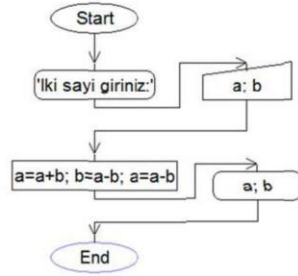 Start
'Iki sayi giriniz:'
a; b
a=a+b; b=a-b; a=a-b
a; b
End